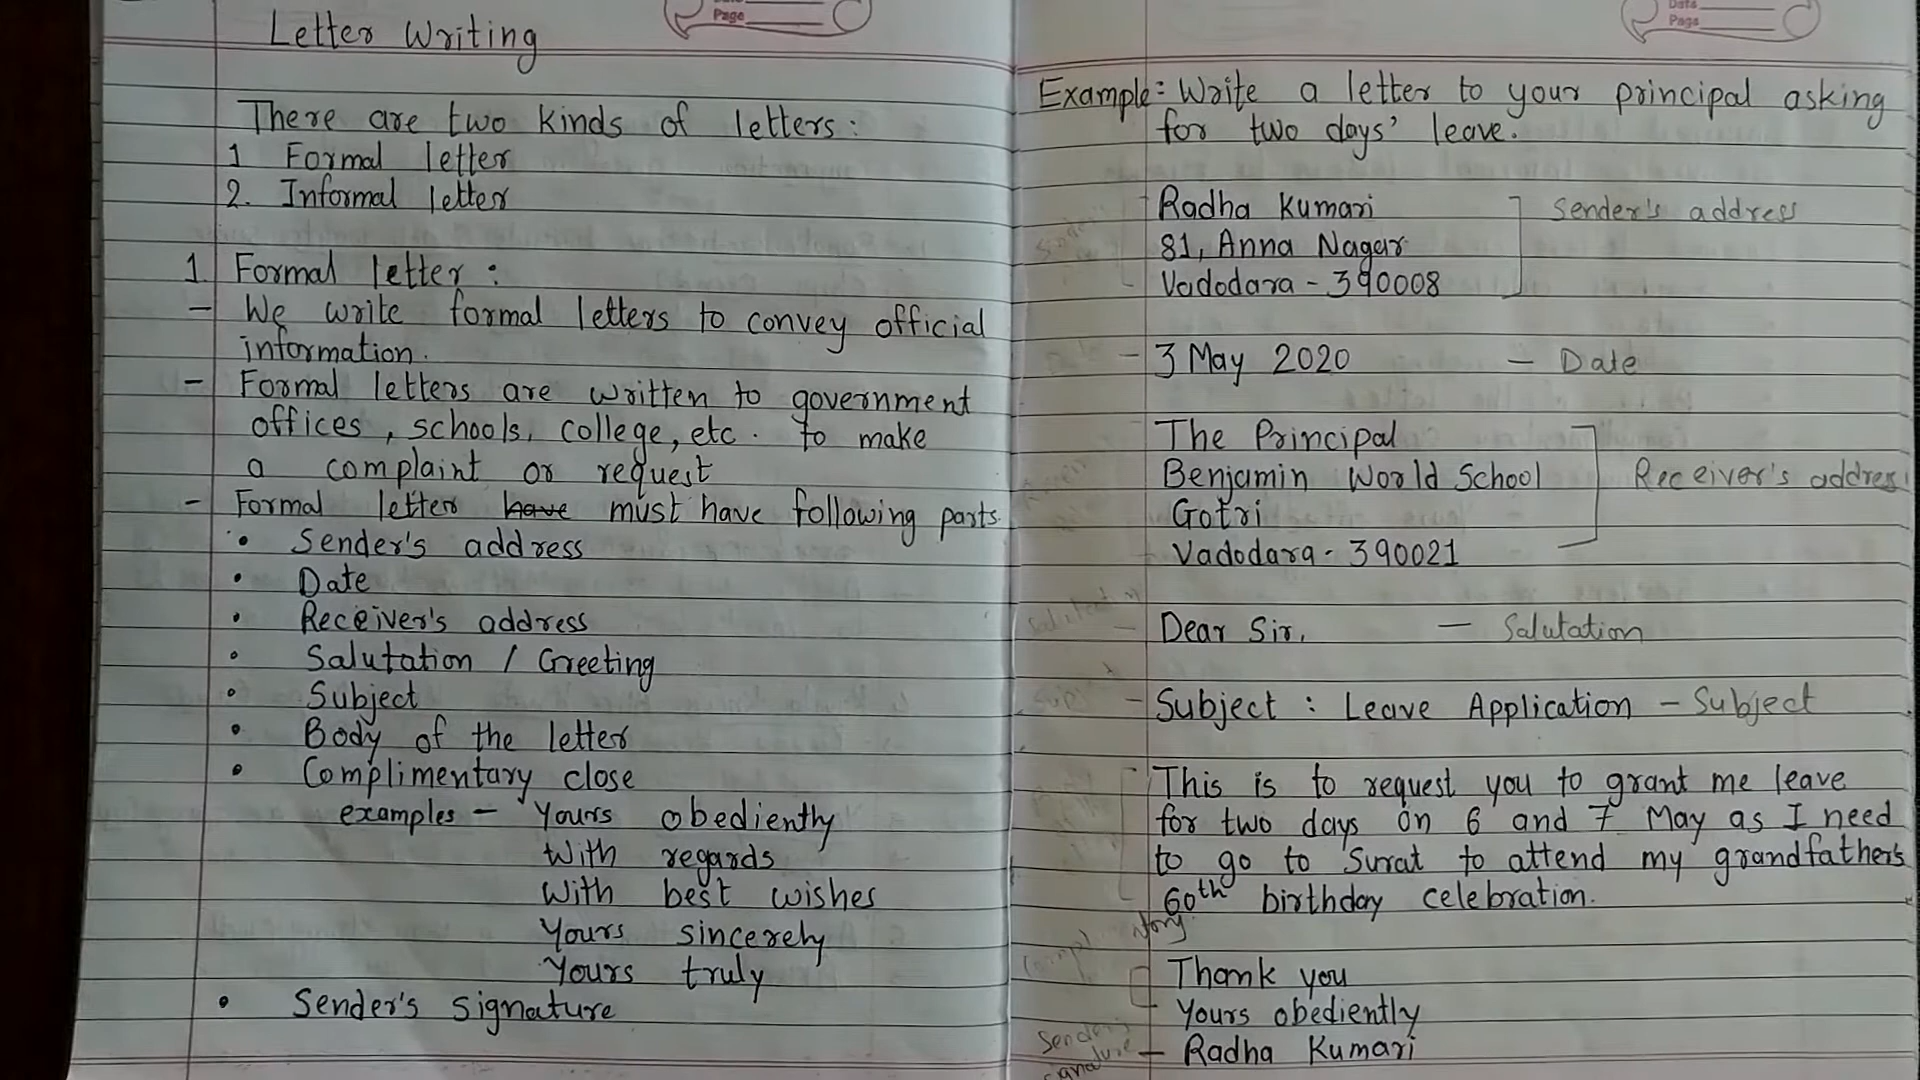 Page
Letter Writing
There are two kinds of letters :
1 Formal letter
2. Informal letter
1. Formal letter :
- We write formal letters to convey official
information.
- Formal letters are written to government
offices, schools, college, etc. to make
a complaint or request
- Formal letter have must have following parts.
• Sender's address
• Date
• Receiver's address
• Salutation / Greeting
• Subject
• Body of the letter
• Complimentary close
examples - Yours obediently
With regards
With best wishes
Yours sincerely
Yours truly
• Sender's signature
Date
Page
Example: Write a letter to your principal asking
for two days' leave.
Radha Kumari
81, Anna Nagar
Vadodara - 390008
Sender's address
- 3 May 2020 - Date
The Principal
Benjamin World School
Gotri
Vadodara - 390021
Receiver's addres
- Dear Sir, - Salutation
- Subject : Leave Application - Subject
This is to request you to grant me leave
for two days on 6 and 7 May as I need
to go to Surat to attend my grandfather's
60th birthday celebration.
Thank you
Yours obediently
- Radha Kumari